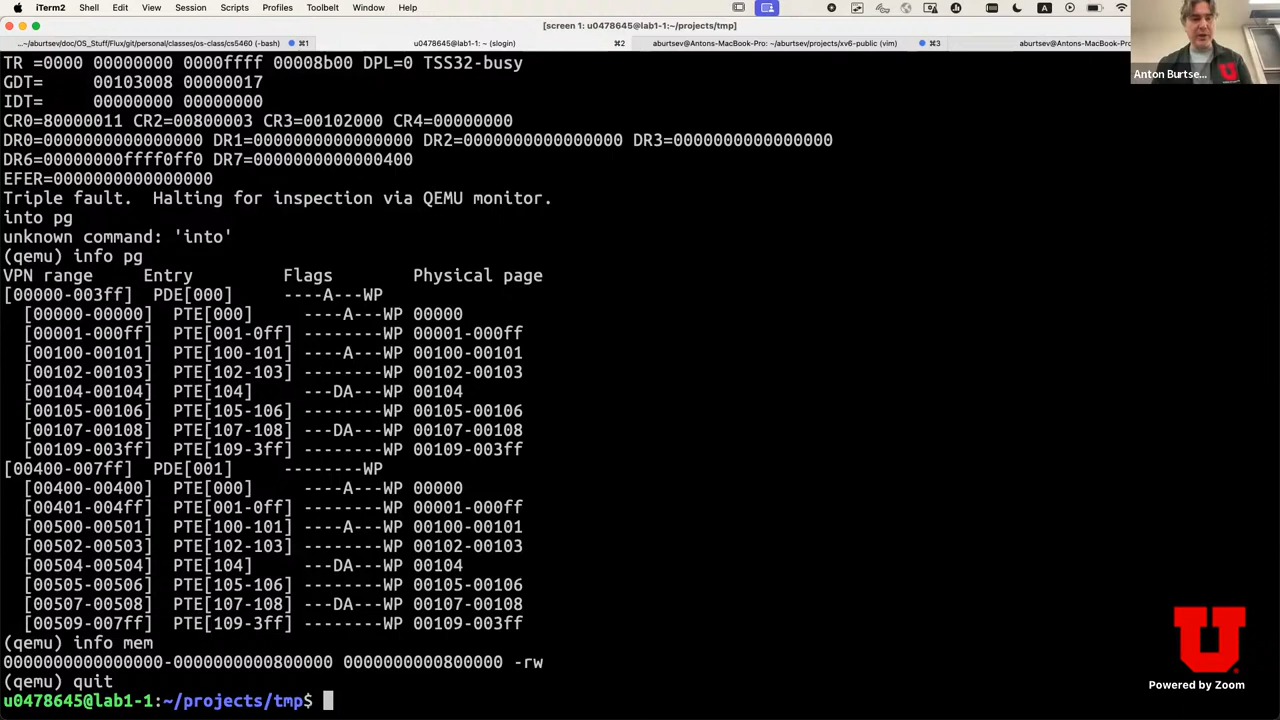 iTerm2 Shell Edit View Session Scripts Profiles Toolbelt Window Help
[screen 1: u0478645@lab1-1:~/projects/tmp]
...~/aburtsev/doc/OS_Stuff/Flux/git/personal/classes/os-class/cs5460 (-bash) ⌘1 u0478645@lab1-1: ~ (slogin) ⌘2 aburtsev@Antons-MacBook-Pro: ~/aburtsev/projects/xv6-public (vim) ⌘3 aburtsev@Antons-MacBook-Pro: ~/aburtsev/pro
Anton Burtse...
TR =0000 00000000 0000ffff 00008b00 DPL=0 TSS32-busy
GDT= 00103008 00000017
IDT= 00000000 00000000
CR0=80000011 CR2=00800003 CR3=00102000 CR4=00000000
DR0=0000000000000000 DR1=0000000000000000 DR2=0000000000000000 DR3=0000000000000000
DR6=00000000ffff0ff0 DR7=0000000000000400
EFER=0000000000000000
Triple fault.  Halting for inspection via QEMU monitor.
into pg
unknown command: 'into'
(qemu) info pg
VPN range Entry Flags Physical page
[00000-003ff] PDE[000] ----A---WP
[00000-00000] PTE[000] ----A---WP 00000
[00001-000ff] PTE[001-0ff] --------WP 00001-000ff
[00100-00101] PTE[100-101] ----A---WP 00100-00101
[00102-00103] PTE[102-103] --------WP 00102-00103
[00104-00104] PTE[104] ---DA---WP 00104
[00105-00106] PTE[105-106] --------WP 00105-00106
[00107-00108] PTE[107-108] ---DA---WP 00107-00108
[00109-003ff] PTE[109-3ff] --------WP 00109-003ff
[00400-007ff] PDE[001] --------WP
[00400-00400] PTE[000] ----A---WP 00000
[00401-004ff] PTE[001-0ff] --------WP 00001-000ff
[00500-00501] PTE[100-101] ----A---WP 00100-00101
[00502-00503] PTE[102-103] --------WP 00102-00103
[00504-00504] PTE[104] ---DA---WP 00104
[00505-00506] PTE[105-106] --------WP 00105-00106
[00507-00508] PTE[107-108] ---DA---WP 00107-00108
[00509-007ff] PTE[109-3ff] --------WP 00109-003ff
(qemu) info mem
0000000000000000-0000000000800000 0000000000800000 -rw
(qemu) quit
u0478645@lab1-1:~/projects/tmp$
U
Powered by Zoom